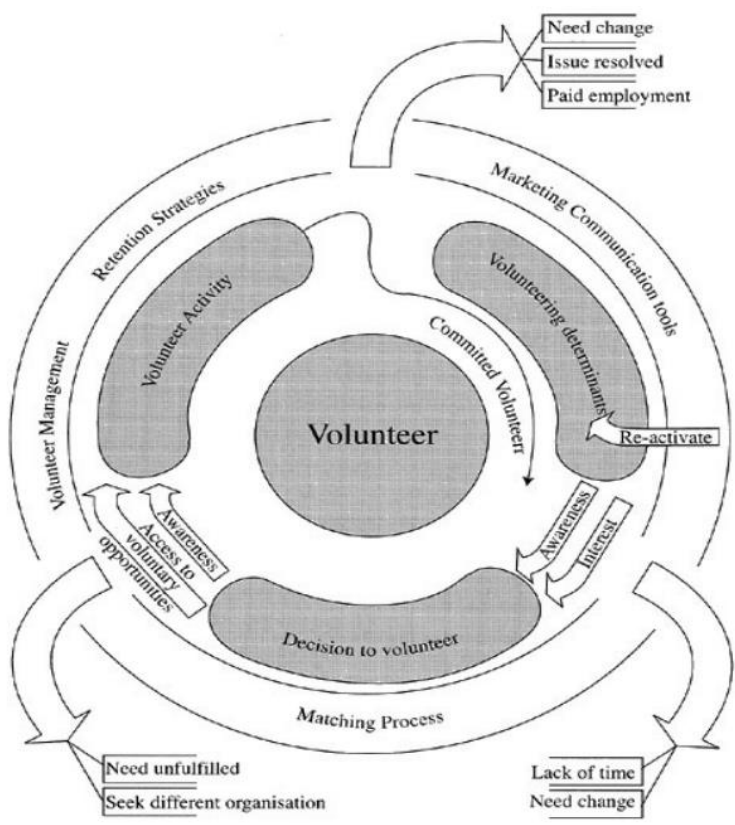 Need change
Issue resolved
Paid employment
Retention Strategies
Marketing Communication tools
Volunteer Activity
Volunteering determinants
Volunteer Management
Committed Volunteerr
Volunteer
Re-activate
Awareness
Access to
voluntary
opportunities
Awareness
Interest
Decision to volunteer
Matching Process
Need unfulfilled
Seek different organisation
Lack of time
Need change